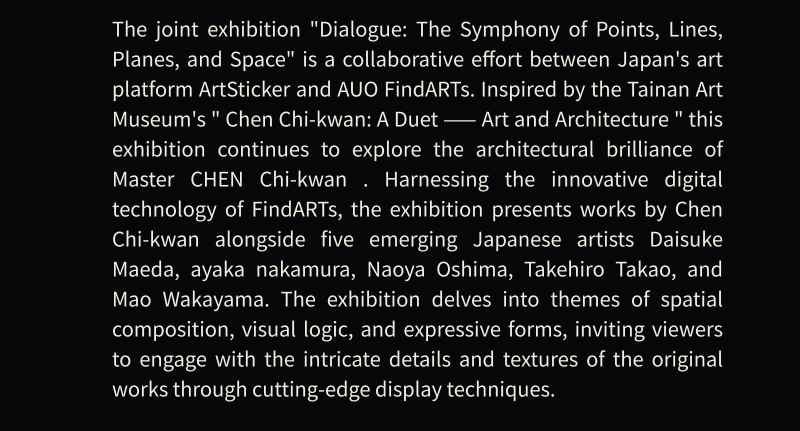 The joint exhibition "Dialogue: The Symphony of Points, Lines,
Planes, and Space" is a collaborative effort between Japan's art
platform ArtSticker and AUO FindARTs. Inspired by the Tainan Art
Museum's " Chen Chi-kwan: A Duet —— Art and Architecture " this
exhibition continues to explore the architectural brilliance of
Master CHEN Chi-kwan . Harnessing the innovative digital
technology of FindARTs, the exhibition presents works by Chen
Chi-kwan alongside five emerging Japanese artists Daisuke
Maeda, ayaka nakamura, Naoya Oshima, Takehiro Takao, and
Mao Wakayama. The exhibition delves into themes of spatial
composition, visual logic, and expressive forms, inviting viewers
to engage with the intricate details and textures of the original
works through cutting-edge display techniques.